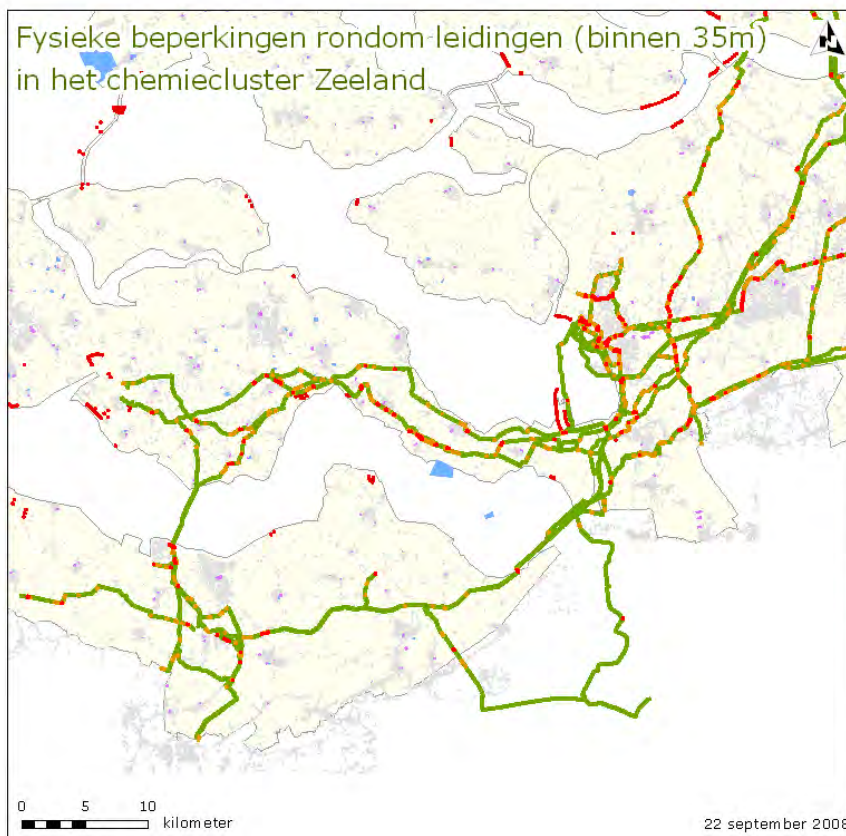 Fysieke beperkingen rondom leidingen (binnen 35m)
in het chemiecluster Zeeland
N
0 5 10
kilometer
22 september 2008